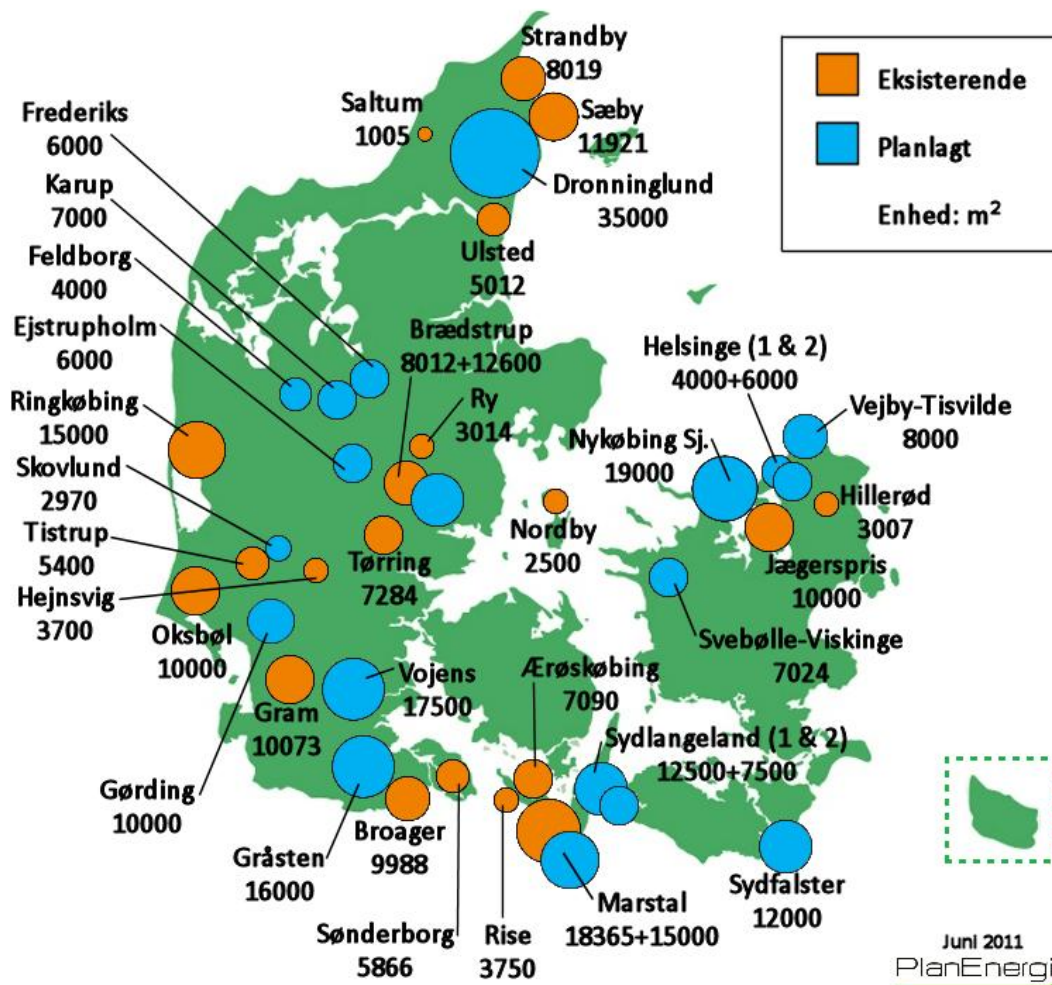 Strandby
8019
Saltum
1005
Sæby
11921
Frederiks
6000
Karup
7000
Feldborg
4000
Ejstrupholm
6000
Ringkøbing
15000
Skovlund
2970
Tistrup
5400
Hejnsvig
3700
Dronninglund
35000
Ulsted
5012
Brædstrup
8012+12600
Ry
3014
Nordby
2500
Tørring
7284
Oksbøl
10000
Gram
10073
Vojens
17500
Gørding
10000
Gråsten
16000
Broager
9988
Sønderborg
5866
Rise
3750
Ærøskøbing
7090
Sydlangeland (1 & 2)
12500+7500
Marstal
18365+15000
Sydfalster
12000
Helsinge (1 & 2)
4000+6000
Vejby-Tisvilde
8000
Nykøbing Sj.
19000
Hillerød
3007
Jægerspris
10000
Svebølle-Viskinge
7024
Eksisterende
Planlagt
Enhed: m²
Juni 2011
PlanEnergi